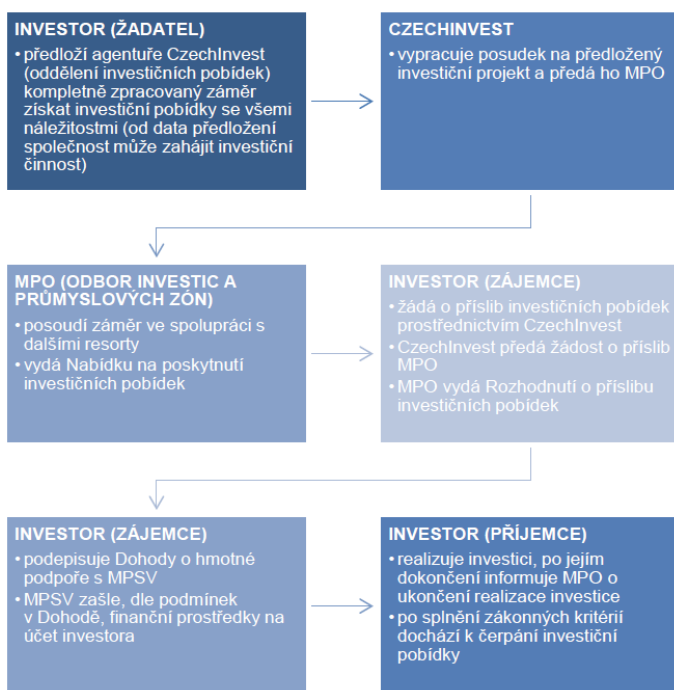 INVESTOR (ŽADATEL)
• předloží agentuře CzechInvest
(oddělení investičních pobídek)
kompletně zpracovaný záměr
získat investiční pobídky se všemi
náležitostmi (od data předložení
společnost může zahájit investiční
činnost)
CZECHINVEST
• vypracuje posudek na předložený
investiční projekt a předá ho MPO
MPO (ODBOR INVESTIC A
PRŮMYSLOVÝCH ZÓN)
• posoudí záměr ve spolupráci s
dalšími resorty
• vydá Nabídku na poskytnutí
investičních pobídek
INVESTOR (ZÁJEMCE)
• žádá o příslib investičních pobídek
prostřednictvím CzechInvest
• CzechInvest předá žádost o příslib
MPO
• MPO vydá Rozhodnutí o příslibu
investičních pobídek
INVESTOR (ZÁJEMCE)
• podepisuje Dohody o hmotné
podpoře s MPSV
• MPSV zašle, dle podmínek
v Dohodě, finanční prostředky na
účet investora
INVESTOR (PŘÍJEMCE)
• realizuje investici, po jejím
dokončení informuje MPO o
ukončení realizace investice
• po splnění zákonných kritérií
dochází k čerpání investiční
pobídky